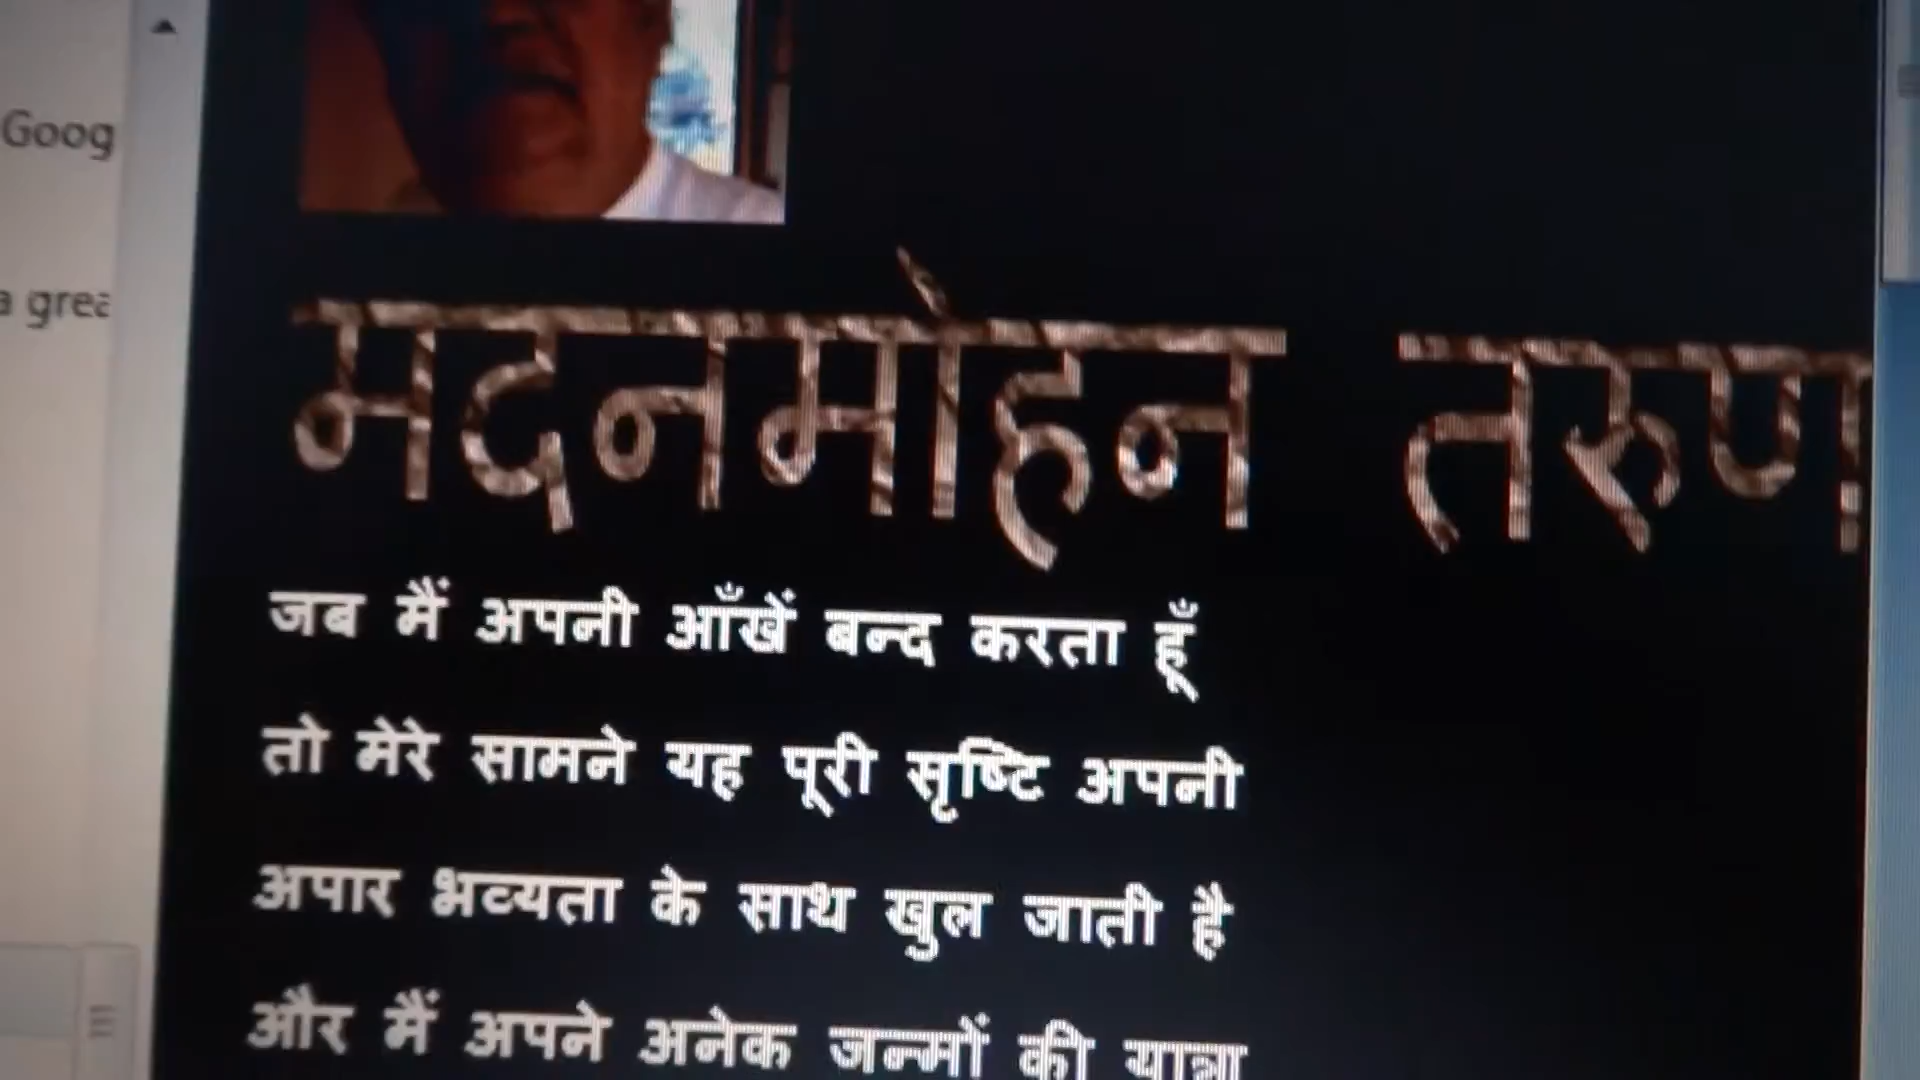 Goog
a grea
मदनमोहन तरुण
जब मैं अपनी आँखें बन्द करता हूँ
तो मेरे सामने यह पूरी सृष्टि अपनी
अपार भव्यता के साथ खुल जाती है
और मैं अपने अनेक जन्मों की यात्रा